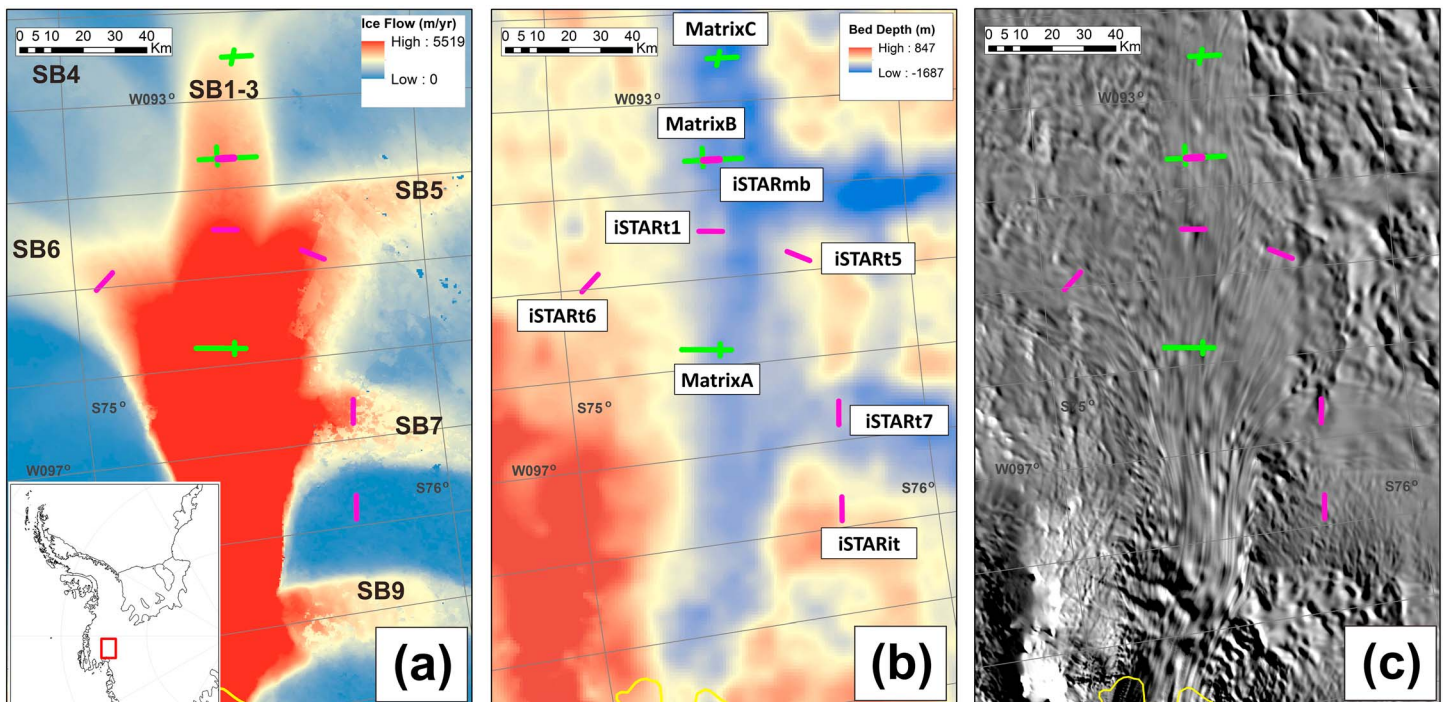 Ice Flow (m/yr)
High : 5519
Low : 0
0 5 10 20 30 40
Km
SB4
SB1-3
W093°
SB5
SB6
S75°
SB7
W097°
S76°
SB9
(a)
MatrixC
Bed Depth (m)
High : 847
Low : -1687
0 5 10 20 30 40
Km
W093°
MatrixB
iSTARmb
iSTARt1
iSTARt5
iSTARt6
MatrixA
S75°
iSTARt7
W097°
S76°
iSTARit
(b)
0 5 10 20 30 40
Km
W093°
S75°
W097°
S76°
(c)